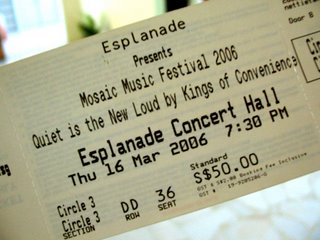 Esplanade
Presents
Mosaic Music Festival 2006
Quiet is the New Loud by Kings of Convenience
Esplanade Concert Hall
Thu 16 Mar 2006 7:30 PM
Standard
S$50.00
Circle 3 DD 36
Circle 3 ROW SEAT
SECTION
Door B